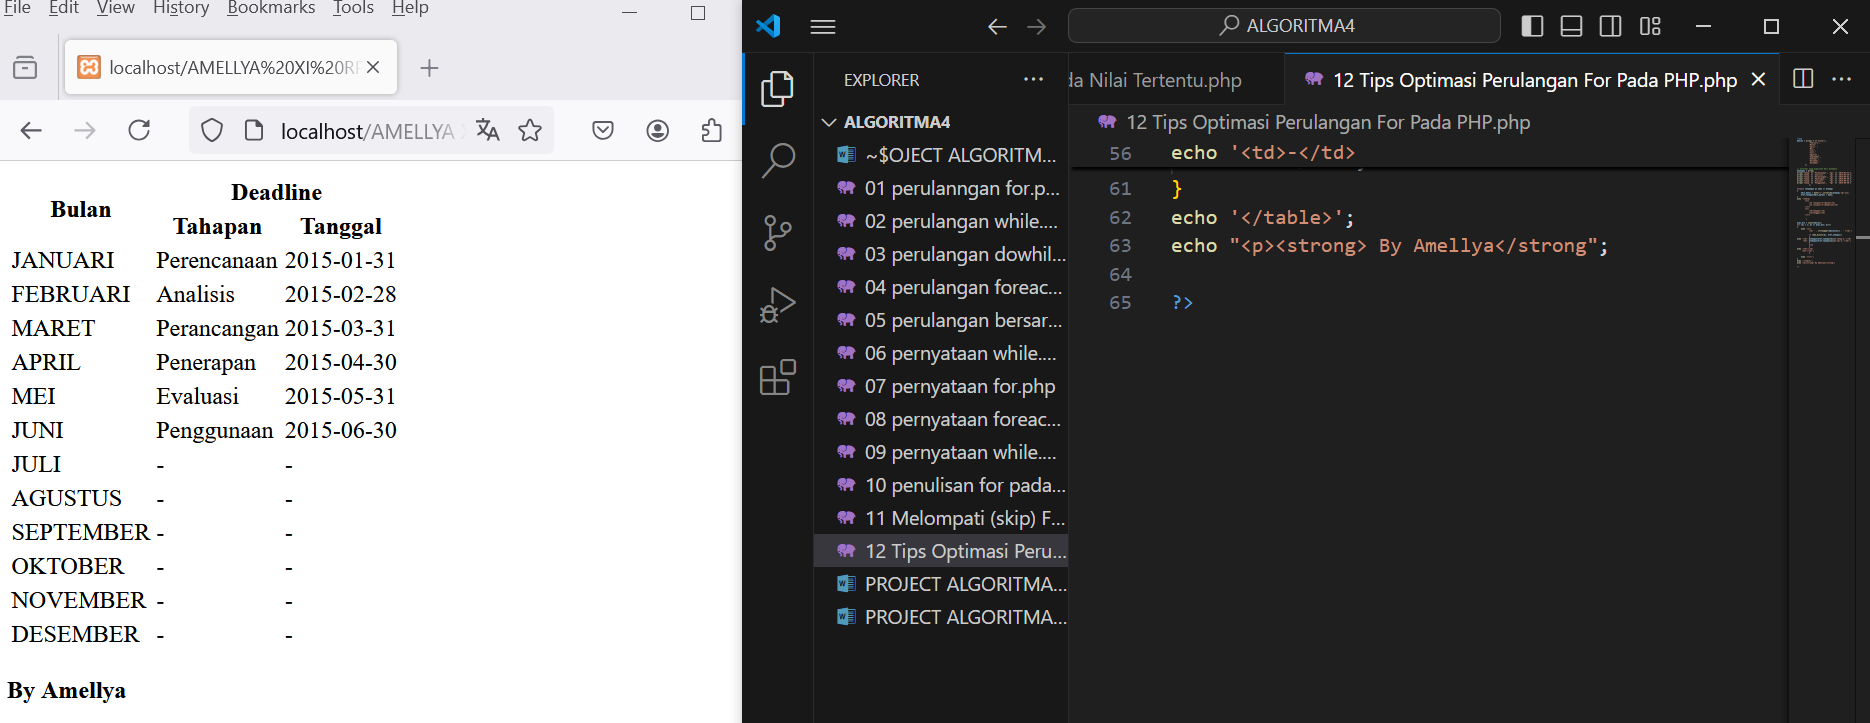 File Edit View History Bookmarks Tools Help
localhost/AMELLYA%20XI%20RP
localhost/AMELLYA
Bulan Deadline
Tahapan Tanggal
JANUARI Perencanaan 2015-01-31
FEBRUARI Analisis 2015-02-28
MARET Perancangan 2015-03-31
APRIL Penerapan 2015-04-30
MEI Evaluasi 2015-05-31
JUNI Penggunaan 2015-06-30
JULI - -
AGUSTUS - -
SEPTEMBER - -
OKTOBER - -
NOVEMBER - -
DESEMBER - -
By Amellya
ALGORITMA4
EXPLORER ...
ALGORITMA4
~$OJECT ALGORITM...
01 perulanngan for.p...
02 perulangan while....
03 perulangan dowhil...
04 perulangan foreac...
05 perulangan bersar...
06 pernyataan while....
07 pernyataan for.php
08 pernyataan foreac...
09 pernyataan while....
10 penulisan for pada...
11 Melompati (skip) F...
12 Tips Optimasi Peru...
PROJECT ALGORITMA...
PROJECT ALGORITMA...
da Nilai Tertentu.php
12 Tips Optimasi Perulangan For Pada PHP.php
12 Tips Optimasi Perulangan For Pada PHP.php
56 echo '<td>-</td>
61 }
62 echo '</table>';
63 echo "<p><strong> By Amellya</strong";
64
65 ?>